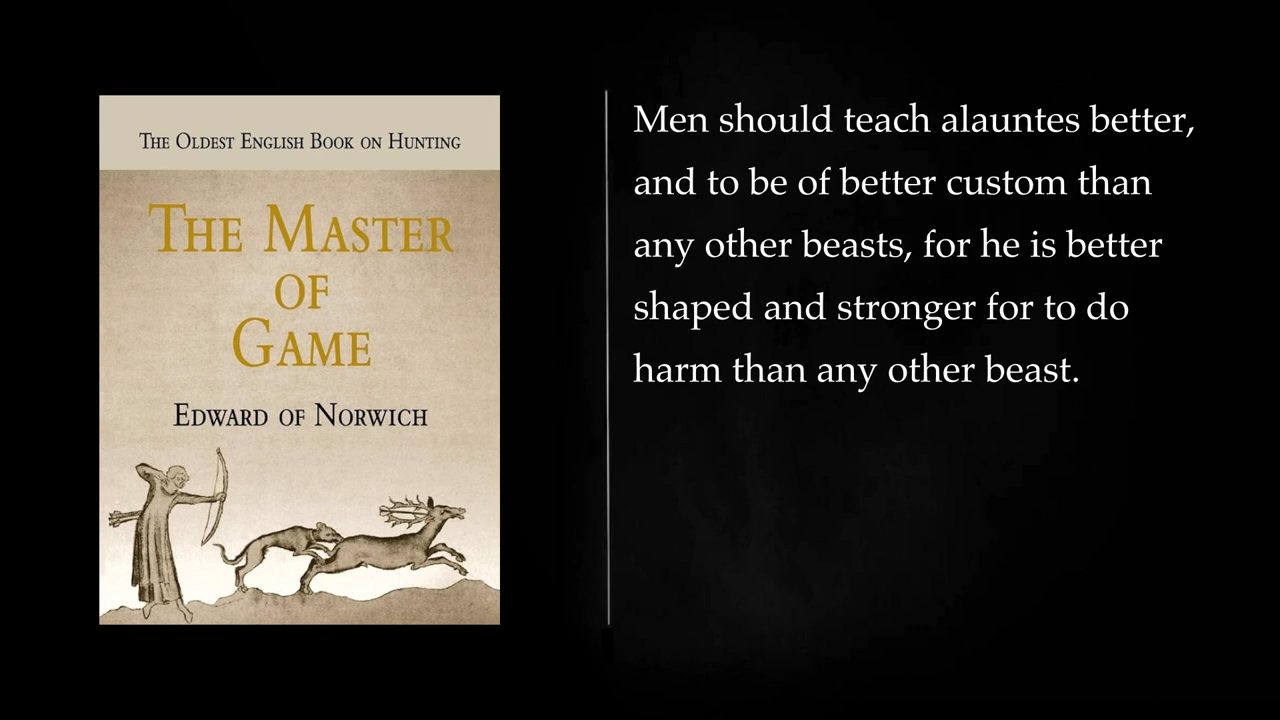 The Oldest English Book on Hunting
The Master
of
Game
Edward of Norwich
Men should teach alauntes better,
and to be of better custom than
any other beasts, for he is better
shaped and stronger for to do
harm than any other beast.